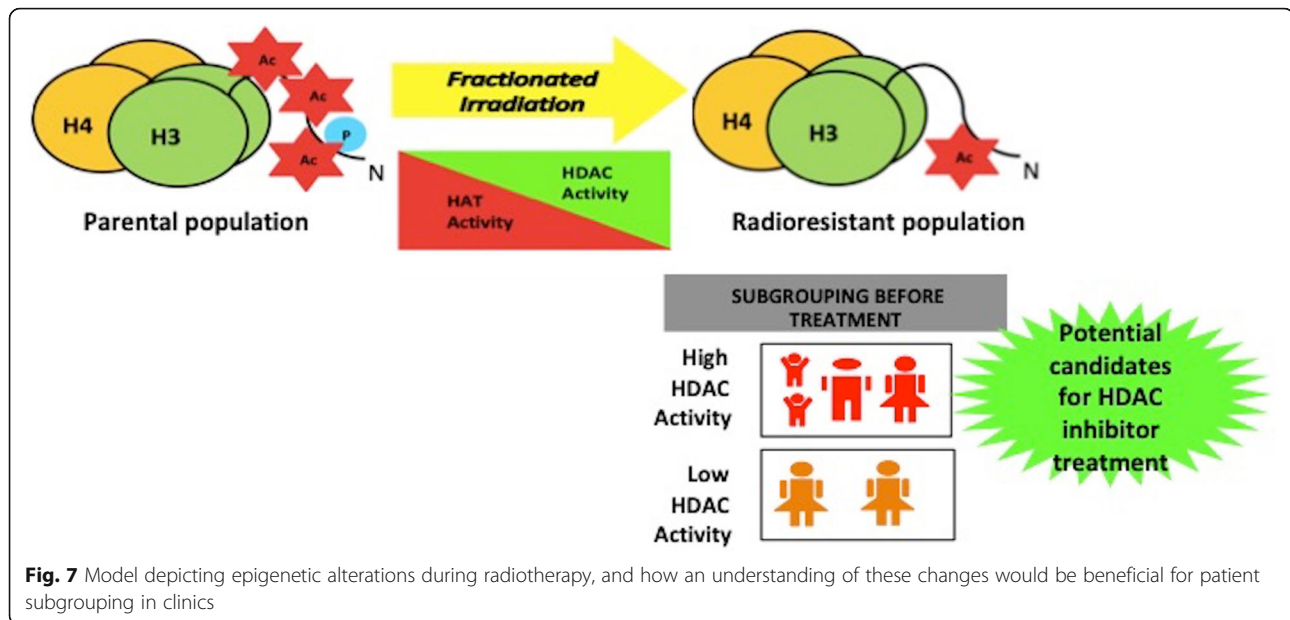 Ac
Ac
Ac
P
H4
H3
N
Parental population
Fractionated
Irradiation
HDAC
Activity
HAT
Activity
H4
H3
Ac
N
Radioresistant population
SUBGROUPING BEFORE
TREATMENT
High
HDAC
Activity
Low
HDAC
Activity
Potential
candidates
for HDAC
inhibitor
treatment
Fig. 7 Model depicting epigenetic alterations during radiotherapy, and how an understanding of these changes would be beneficial for patient
subgrouping in clinics